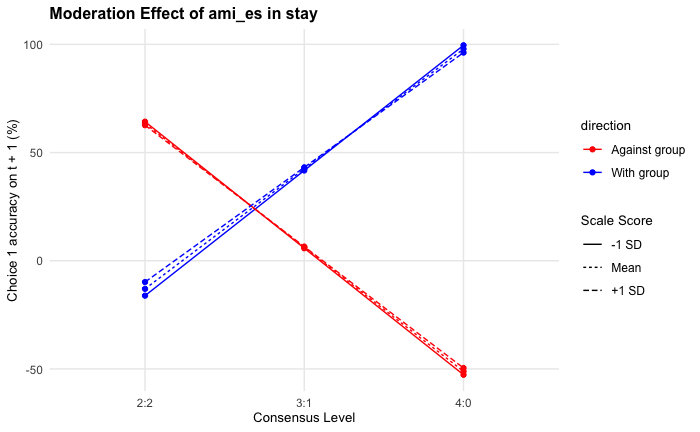 Moderation Effect of ami_es in stay
Choice 1 accuracy on t + 1 (%)
100
50
0
-50
2:2
3:1
4:0
Consensus Level
direction
Against group
With group
Scale Score
-1 SD
Mean
+1 SD